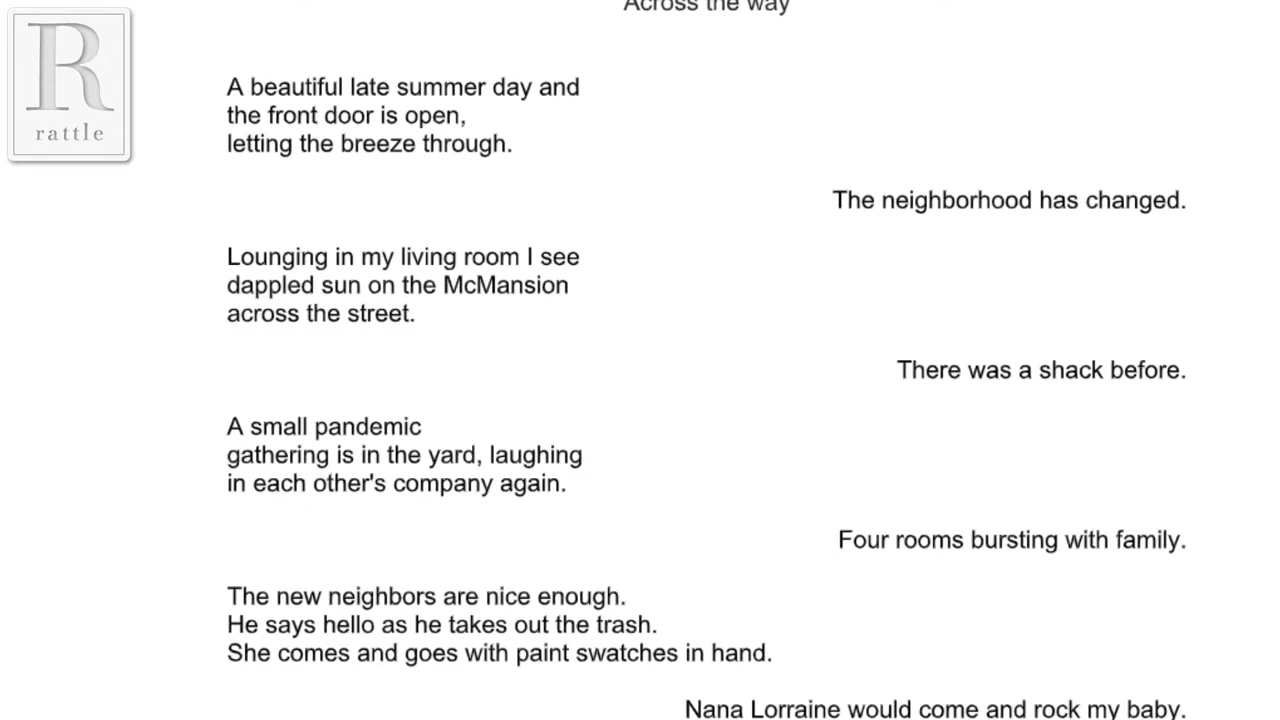 Across the way
R
rattle
A beautiful late summer day and
the front door is open,
letting the breeze through.
The neighborhood has changed.
Lounging in my living room I see
dappled sun on the McMansion
across the street.
There was a shack before.
A small pandemic
gathering is in the yard, laughing
in each other's company again.
Four rooms bursting with family.
The new neighbors are nice enough.
He says hello as he takes out the trash.
She comes and goes with paint swatches in hand.
Nana Lorraine would come and rock my baby.